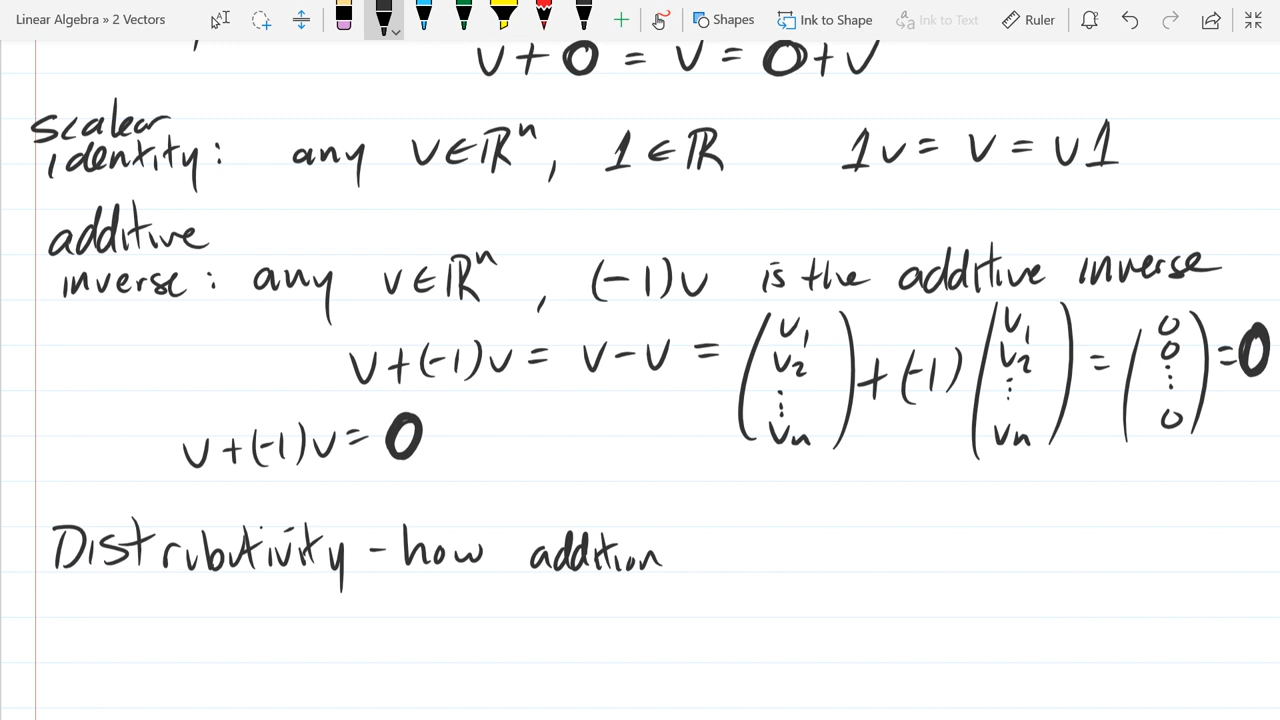 Linear Algebra » 2 Vectors
Shapes
Ink to Shape
Ink to Text
Ruler
v + 0 = v = 0 + v
scalar
identity: any v∈ℝⁿ, 1∈ℝ 1v = v = v1
additive
inverse: any v∈ℝⁿ, (-1)v is the additive inverse
v+(-1)v = v-v = (v₁ v₂ ⋮ vn) + (-1)(v₁ v₂ ⋮ vn) = (0 0 ⋮ 0) = 0
v+(-1)v = 0
Distributivity - how addition